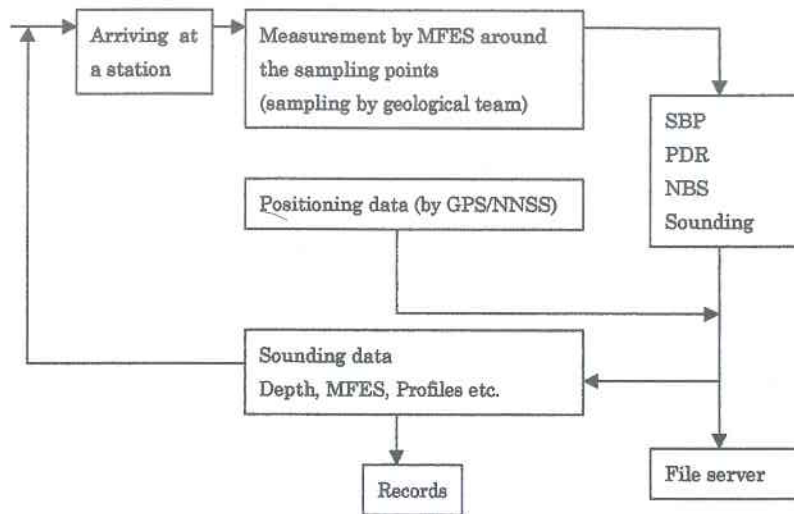 Arriving at
a station
Measurement by MFES around
the sampling points
(sampling by geological team)
SBP
PDR
NBS
Sounding
Positioning data (by GPS/NNSS)
Sounding data
Depth, MFES, Profiles etc.
Records
File server